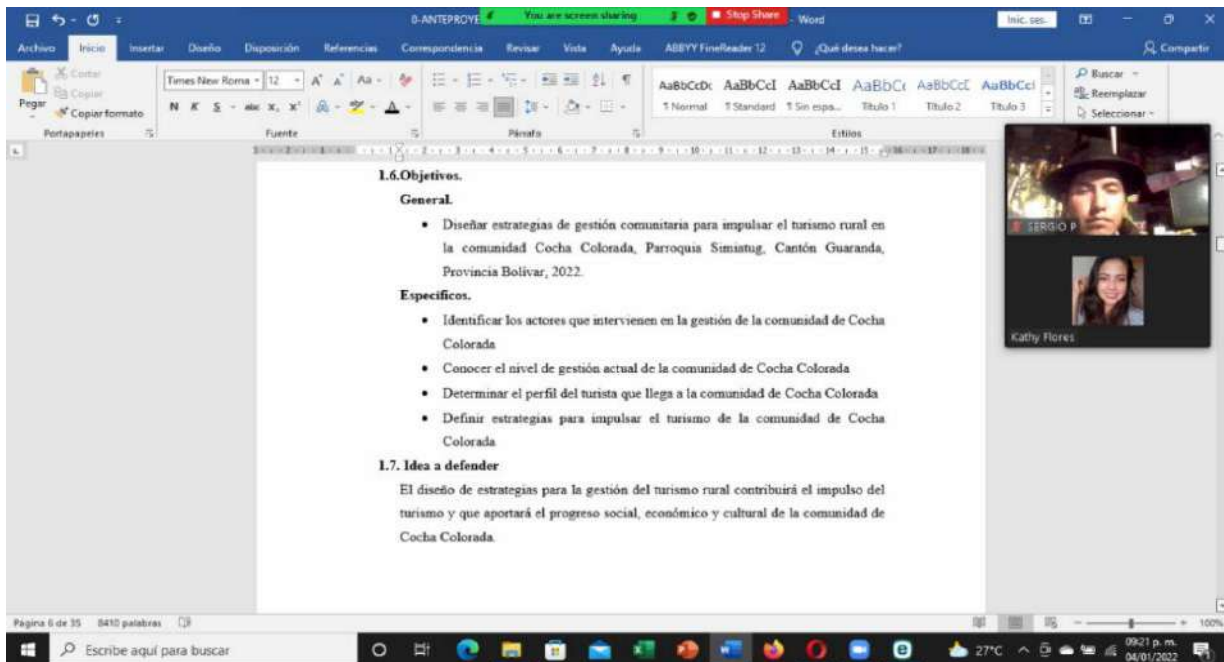 0-ANTEPROYE
You are screen sharing
Stop Share
- Word
Inic. ses.
Archivo Inicio Insertar Diseño Disposición Referencias Correspondencia Revisar Vista Ayuda ABBYY FineReader 12 ¿Qué desea hacer? Compartir
Pegar
Cortar
Copiar
Copiar formato
Portapapeles
Times New Roma 12
N K S abc x, x'
Fuente
Párrafo
AaBbCcDc AaBbCcI AaBbCcI AaBbCc AaBbCcE AaBbCcI
¶ Normal ¶ Standard ¶ Sin espa... Título 1 Título 2 Título 3
Estilos
Buscar
Reemplazar
Seleccionar
1.6.Objetivos.
General.
• Diseñar estrategias de gestión comunitaria para impulsar el turismo rural en
la comunidad Cocha Colorada, Parroquia Simiatug, Cantón Guaranda,
Provincia Bolívar, 2022.
Específicos.
• Identificar los actores que intervienen en la gestión de la comunidad de Cocha
Colorada
• Conocer el nivel de gestión actual de la comunidad de Cocha Colorada
• Determinar el perfil del turista que llega a la comunidad de Cocha Colorada
• Definir estrategias para impulsar el turismo de la comunidad de Cocha
Colorada.
1.7. Idea a defender
El diseño de estrategias para la gestión del turismo rural contribuirá el impulso del
turismo y que aportará el progreso social, económico y cultural de la comunidad de
Cocha Colorada.
SERGIO P
Kathy Flores
Página 6 de 35 8410 palabras
100%
Escribe aquí para buscar
27°C
09:21 p. m.
04/01/2022